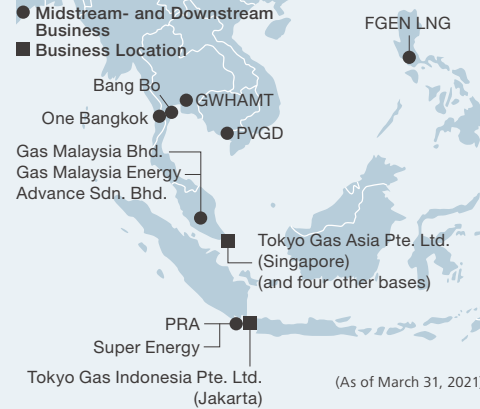 ● Midstream- and Downstream
Business
■ Business Location
FGEN LNG
Bang Bo
GWHAMT
One Bangkok
PVGD
Gas Malaysia Bhd.
Gas Malaysia Energy
Advance Sdn. Bhd.
Tokyo Gas Asia Pte. Ltd.
(Singapore)
(and four other bases)
PRA
Super Energy
Tokyo Gas Indonesia Pte. Ltd.
(Jakarta)
(As of March 31, 2021)